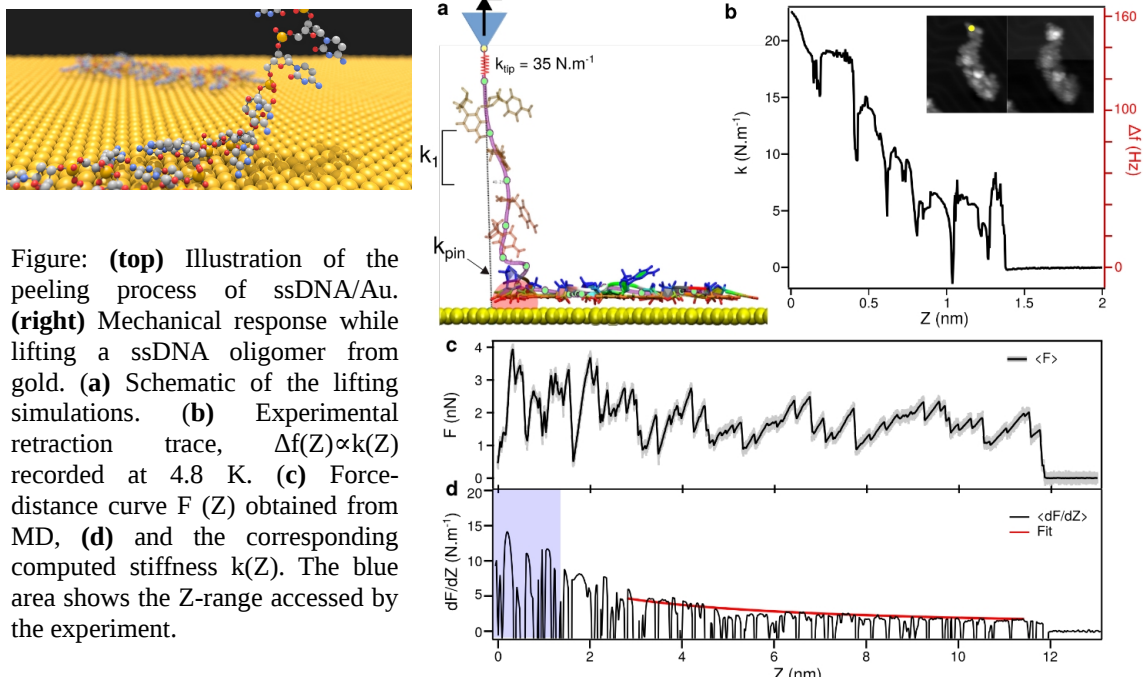 Figure: (top) Illustration of the
peeling process of ssDNA/Au.
(right) Mechanical response while
lifting a ssDNA oligomer from
gold. (a) Schematic of the lifting
simulations. (b) Experimental
retraction trace, Δf(Z)∝k(Z)
recorded at 4.8 K. (c) Force-
distance curve F (Z) obtained from
MD, (d) and the corresponding
computed stiffness k(Z). The blue
area shows the Z-range accessed by
the experiment.
a
k_tip = 35 N.m⁻¹
k₁
k_pin
b
k (N.m⁻¹)
20
15
10
5
0
160
100
0
Δf (Hz)
0
0.5
1
1.5
2
Z (nm)
c
F (nN)
4
3
2
1
0
<F>
d
dF/dZ (N.m⁻¹)
20
15
10
5
0
<dF/dZ>
Fit
0
2
4
6
8
10
12
Z (nm)